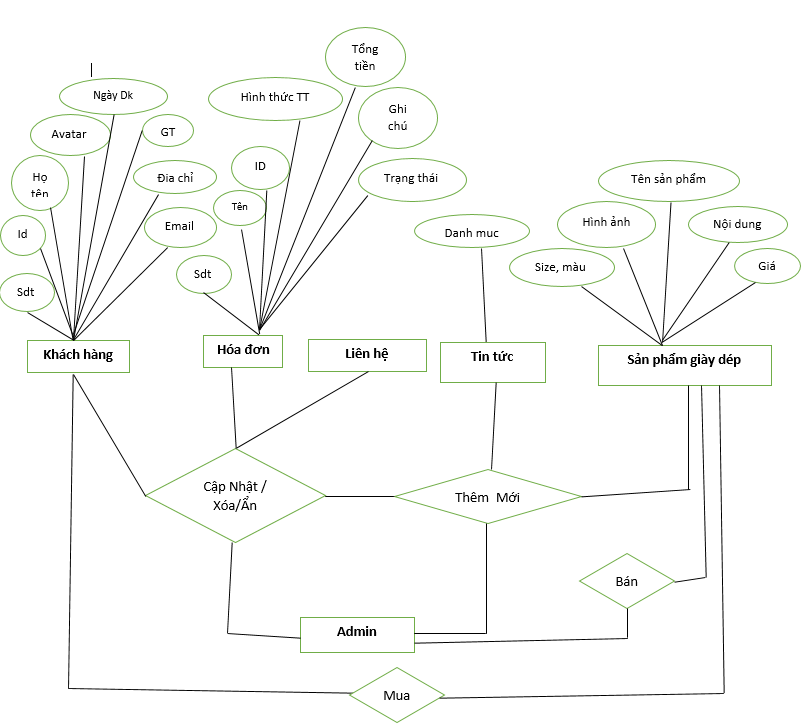 Tổng
tiền
Ngày Dk
Hình thức TT
Ghi
chú
Avatar
GT
Họ
tên
ID
Đia chỉ
Trạng thái
Tên sản phẩm
Id
Email
Tên
Danh muc
Hình ảnh
Nội dung
Sdt
Sdt
Size, màu
Giá
Khách hàng
Hóa đơn
Liên hệ
Tin tức
Sản phẩm giày dép
Cập Nhật /
Xóa/Ẩn
Thêm Mới
Bán
Admin
Mua